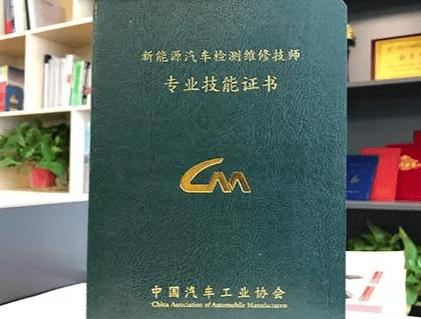 新能源汽车检测维修技师
专业技能证书
中国汽车工业协会
China Association of Automobile Manufacturers